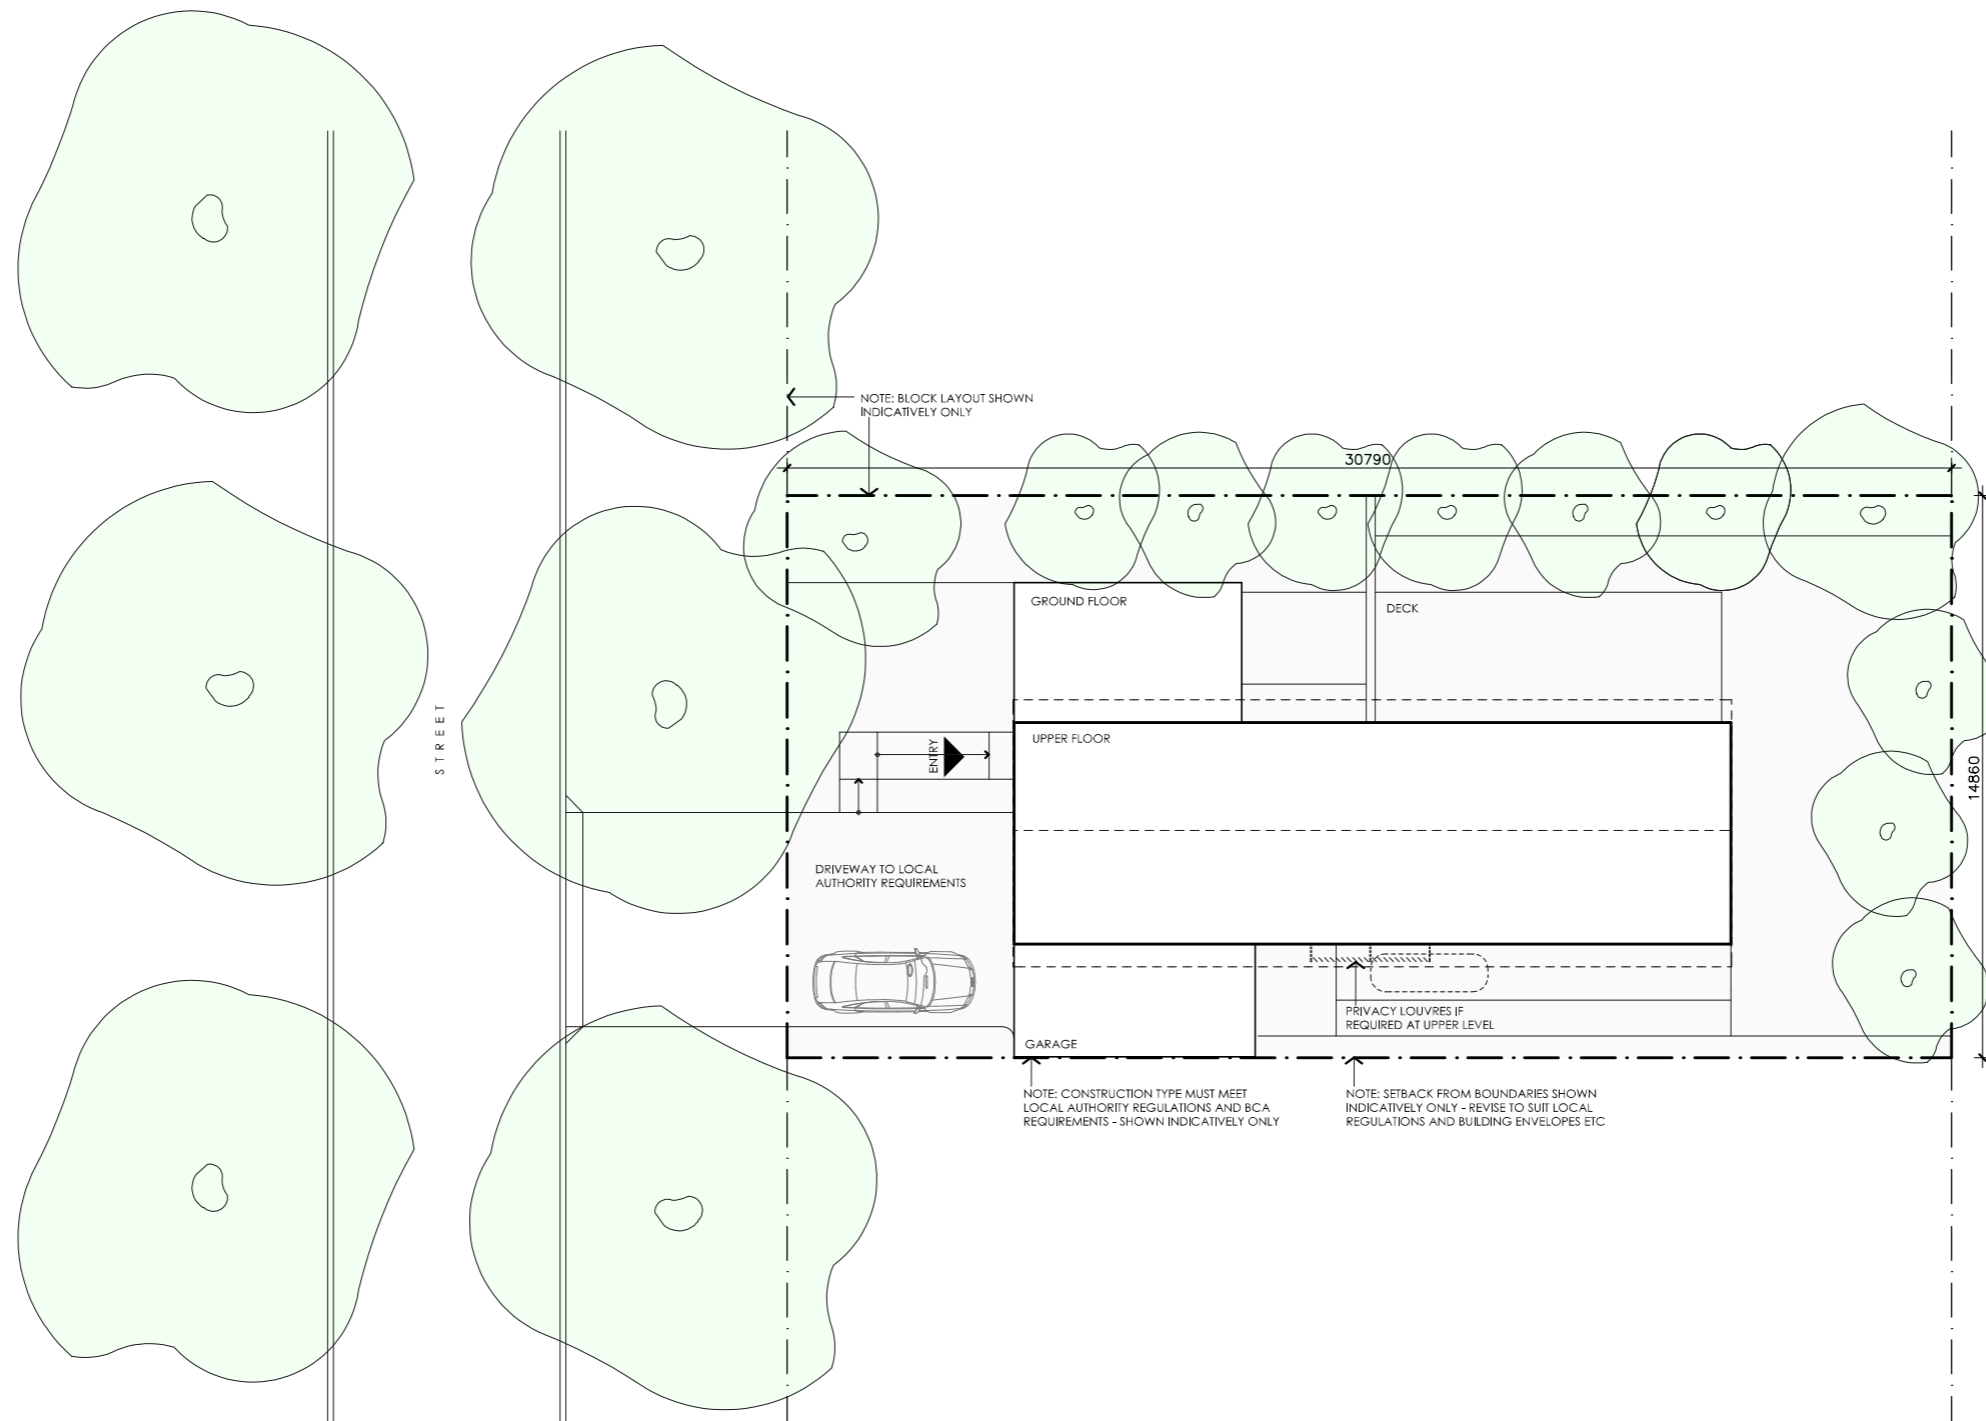 NOTE: BLOCK LAYOUT SHOWN
INDICATIVELY ONLY
30790
GROUND FLOOR
DECK
STREET
ENTRY
UPPER FLOOR
14860
DRIVEWAY TO LOCAL
AUTHORITY REQUIREMENTS
PRIVACY LOUVRES IF
REQUIRED AT UPPER LEVEL
GARAGE
NOTE: CONSTRUCTION TYPE MUST MEET
LOCAL AUTHORITY REGULATIONS AND BCA
REQUIREMENTS - SHOWN INDICATIVELY ONLY
NOTE: SETBACK FROM BOUNDARIES SHOWN
INDICATIVELY ONLY - REVISE TO SUIT LOCAL
REGULATIONS AND BUILDING ENVELOPES ETC